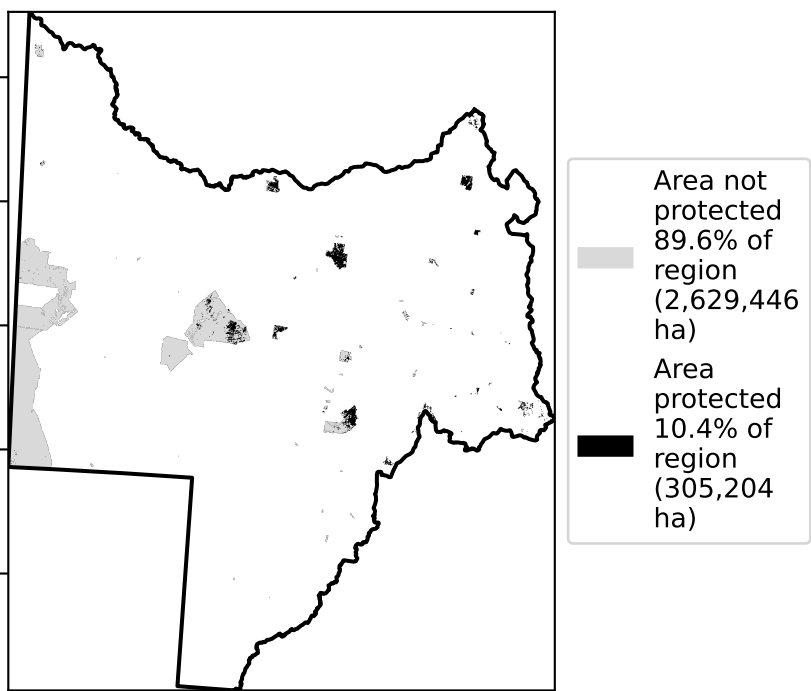 Area not
protected
89.6% of
region
(2,629,446
ha)
Area
protected
10.4% of
region
(305,204
ha)